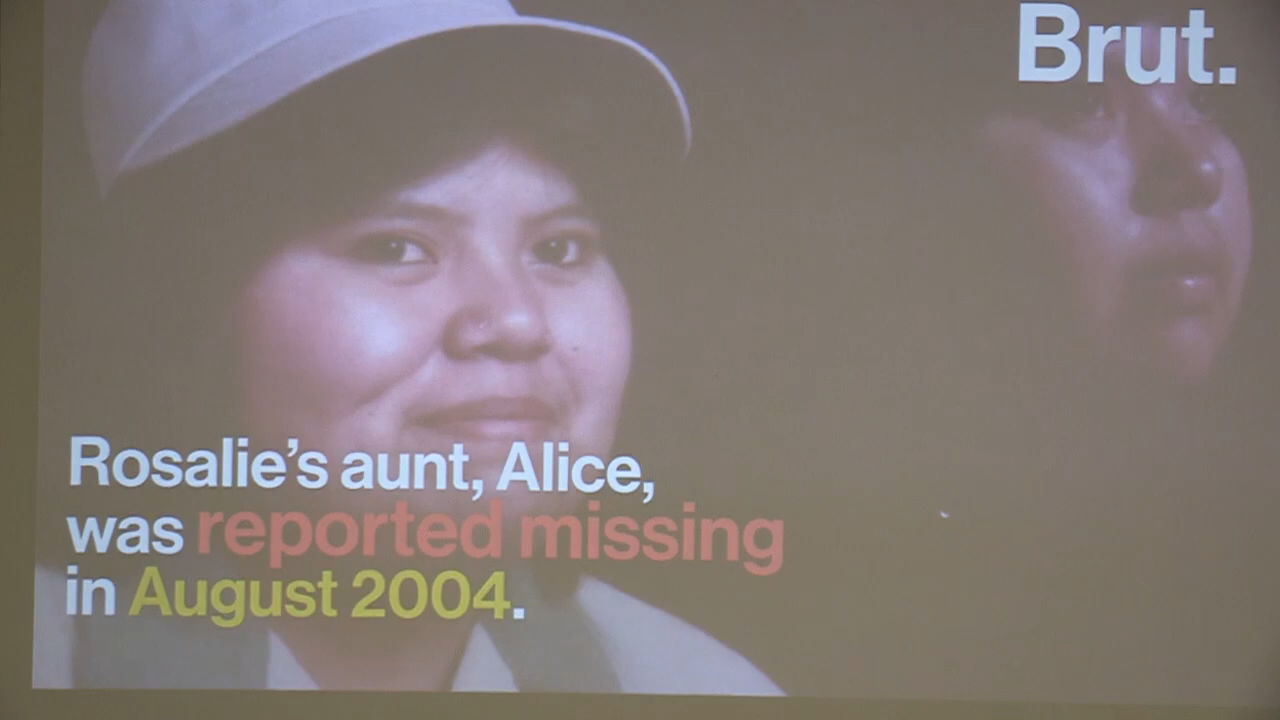 Brut.
Rosalie's aunt, Alice,
was reported missing
in August 2004.